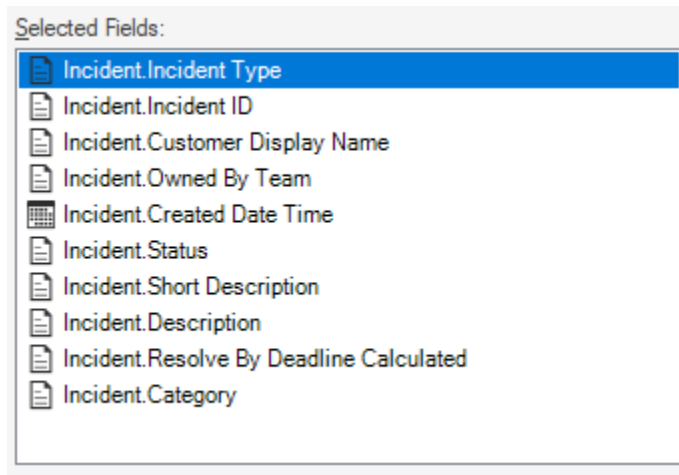 Selected Fields:
Incident.Incident Type
Incident.Incident ID
Incident.Customer Display Name
Incident.Owned By Team
Incident.Created Date Time
Incident.Status
Incident.Short Description
Incident.Description
Incident.Resolve By Deadline Calculated
Incident.Category